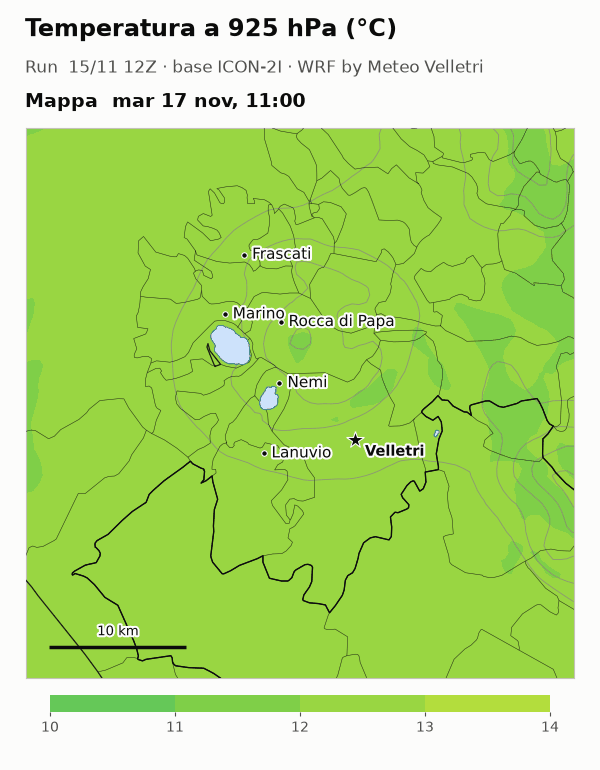 Temperatura a 925 hPa (°C)
Run  15/11 12Z · base ICON-2I · WRF by Meteo Velletri
Mappa  mar 17 nov, 11:00
Frascati
Marino
Rocca di Papa
Nemi
Velletri
Lanuvio
10 km
10 11 12 13 14